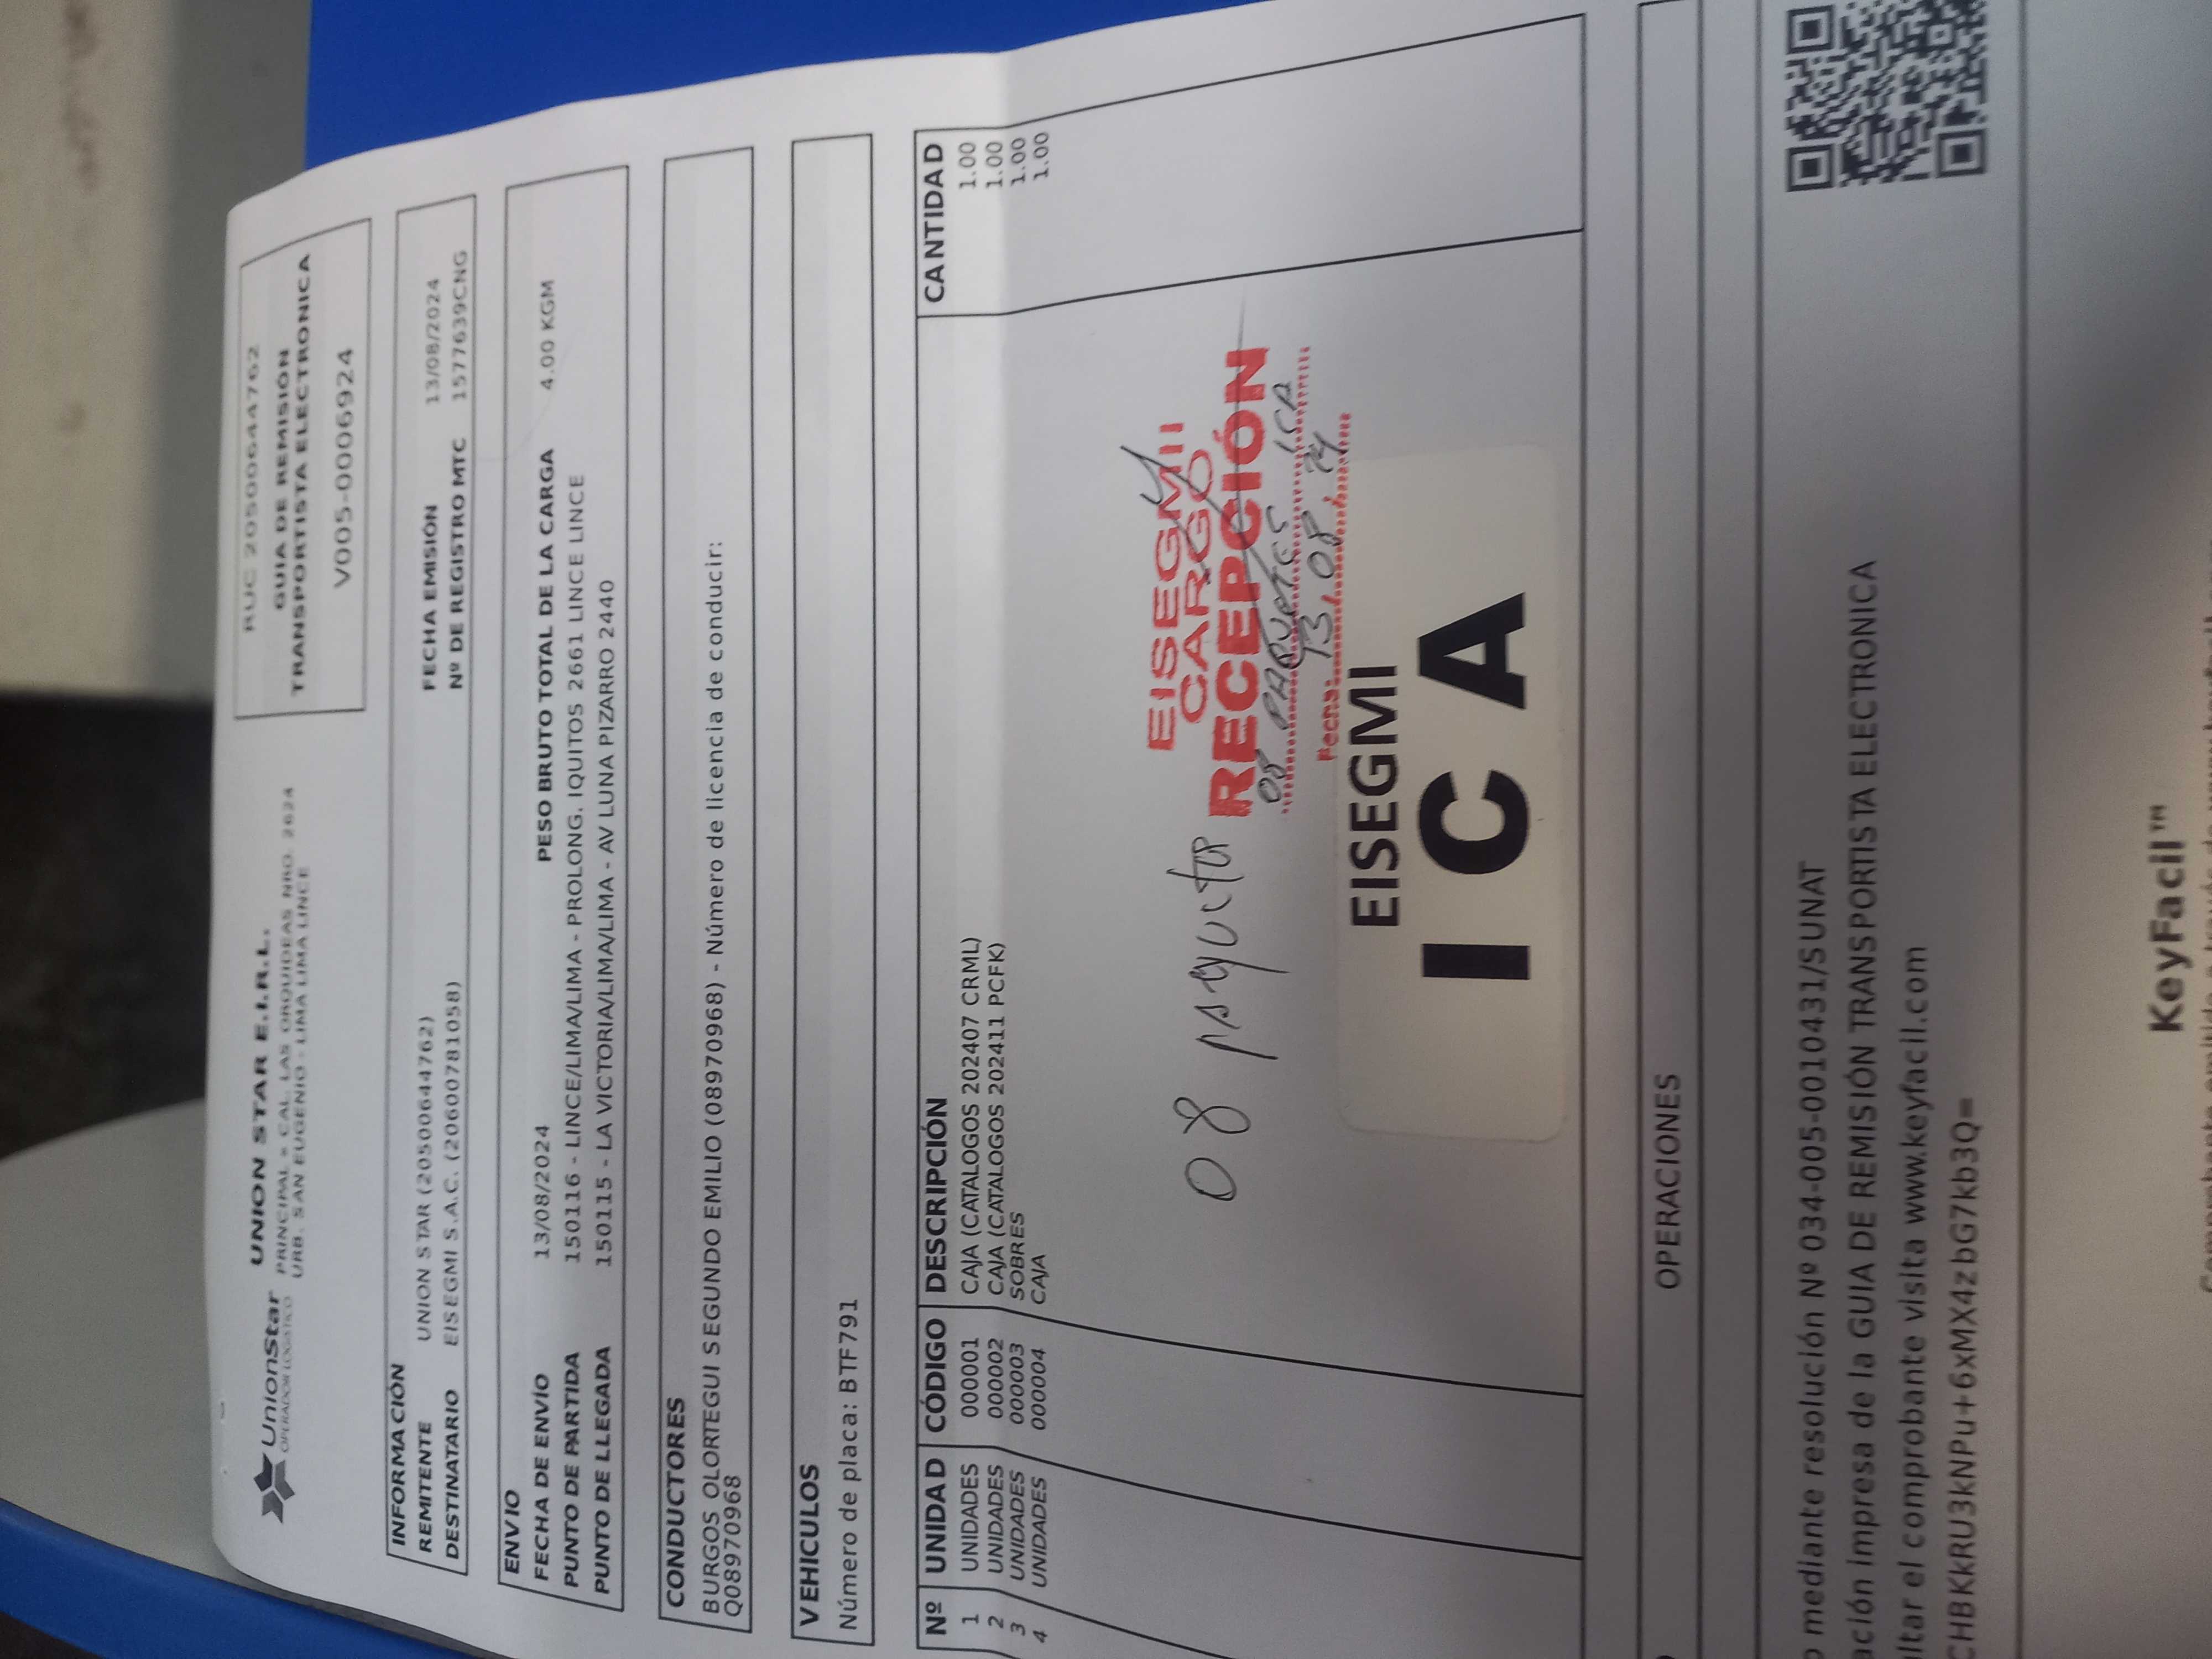 UnionStar
OPERADOR LOGISTICO
UNION STAR E.I.R.L.
PRINCIPAL - CAL. LAS ORQUIDEAS NRO. 2624
URB. SAN EUGENIO - LIMA LIMA LINCE
RUC 20500644762
GUIA DE REMISIÓN
TRANSPORTISTA ELECTRONICA
V005-00006924
INFORMACIÓN
REMITENTE UNION STAR (20500644762) FECHA EMISIÓN 13/08/2024
DESTINATARIO EISEGMI S.A.C. (20600781058) Nº DE REGISTRO MTC 1577639CNG
ENVIO
FECHA DE ENVÍO 13/08/2024 PESO BRUTO TOTAL DE LA CARGA 4.00 KGM
PUNTO DE PARTIDA 150116 - LINCE/LIMA/LIMA - PROLONG. IQUITOS 2661 LINCE LINCE
PUNTO DE LLEGADA 150115 - LA VICTORIA/LIMA/LIMA - AV LUNA PIZARRO 2440
CONDUCTORES
BURGOS OLORTEGUI SEGUNDO EMILIO (08970968) - Número de licencia de conducir:
Q08970968
VEHICULOS
Número de placa: BTF791
Nº UNIDAD CÓDIGO DESCRIPCIÓN CANTIDAD
1 UNIDADES 000001 CAJA (CATALOGOS 202407 CRML) 1.00
2 UNIDADES 000002 CAJA (CATALOGOS 202411 PCFK) 1.00
3 UNIDADES 000003 SOBRES 1.00
4 UNIDADES 000004 CAJA 1.00
EISEGMI
CARGO
RECEPCIÓN
08 PAQUETES ICA
Fecha: 13/08/24
08 paquetes
EISEGMI
ICA
OPERACIONES
o mediante resolución Nº 034-005-0010431/SUNAT
ación impresa de la GUIA DE REMISIÓN TRANSPORTISTA ELECTRONICA
ltar el comprobante visita www.keyfacil.com
CHBKkRU3kNPu+6xMX4zbG7kb3Q=
KeyFacil™